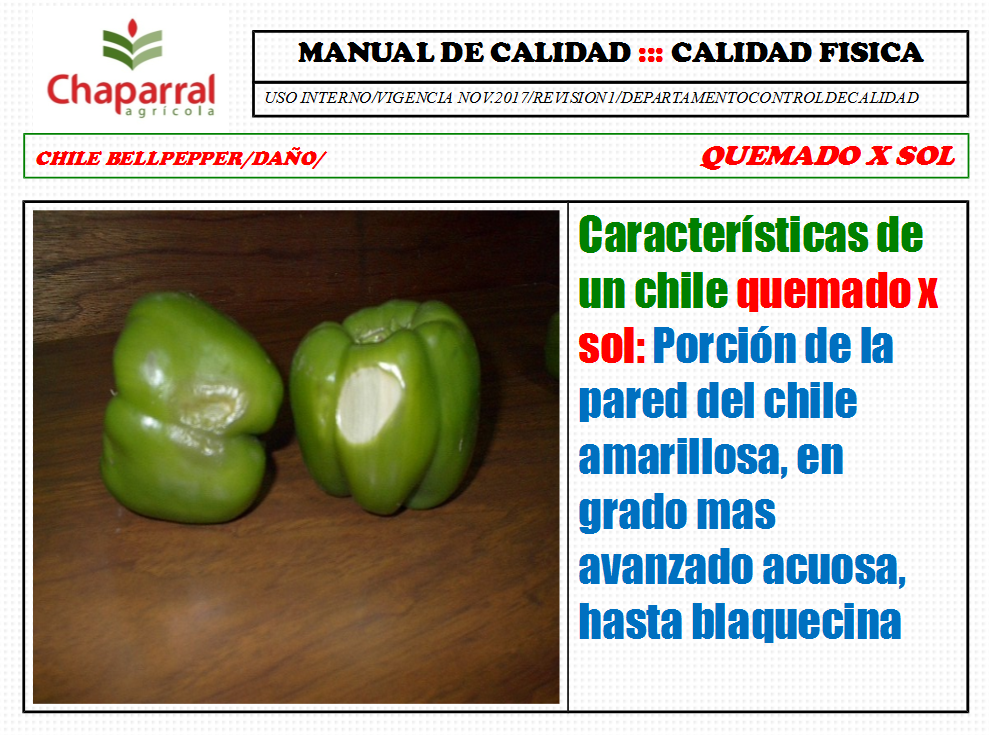 Chaparral
agrícola
MANUAL DE CALIDAD ::: CALIDAD FISICA
USO INTERNO/VIGENCIA NOV.2017/REVISION1/DEPARTAMENTOCONTROLDECALIDAD
CHILE BELLPEPPER/DAÑO/
QUEMADO X SOL
Características de
un chile quemado x
sol: Porción de la
pared del chile
amarillosa, en
grado mas
avanzado acuosa,
hasta blaquecina